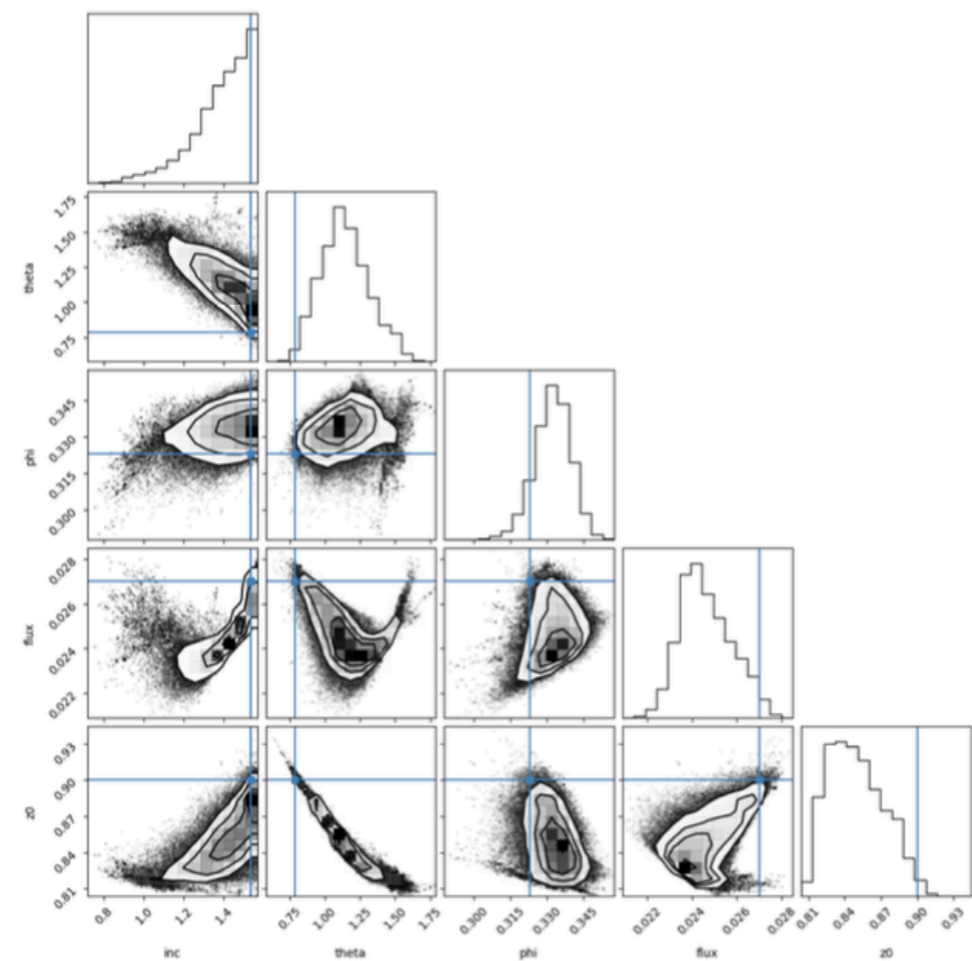 1.75
1.50
1.25
1.00
0.75
theta
0.345
0.330
0.315
0.300
phi
0.028
0.026
0.024
0.022
flux
0.93
0.90
0.87
0.84
0.81
z0
0.8 1.0 1.2 1.4
0.75 1.00 1.25 1.50 1.75
0.300 0.315 0.330 0.345
0.022 0.024 0.026 0.028
0.81 0.84 0.87 0.90 0.93
inc theta phi flux z0